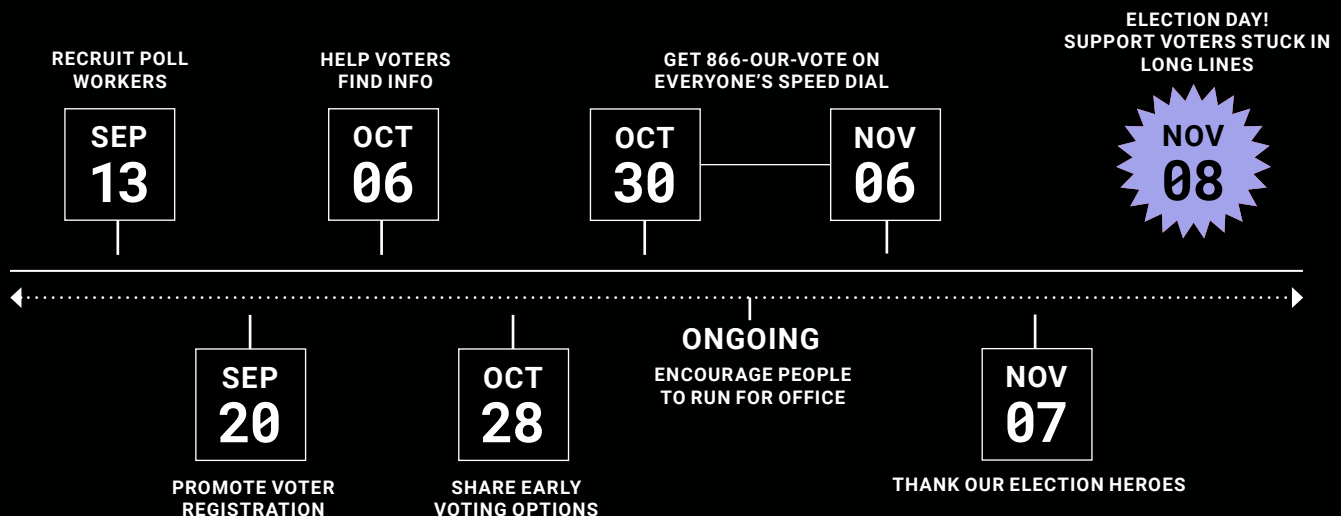 RECRUIT POLL
WORKERS
SEP
13
HELP VOTERS
FIND INFO
OCT
06
GET 866-OUR-VOTE ON
EVERYONE’S SPEED DIAL
OCT
30
NOV
06
ELECTION DAY!
SUPPORT VOTERS STUCK IN
LONG LINES
NOV
08
SEP
20
PROMOTE VOTER
REGISTRATION
OCT
28
SHARE EARLY
VOTING OPTIONS
ONGOING
ENCOURAGE PEOPLE
TO RUN FOR OFFICE
NOV
07
THANK OUR ELECTION HEROES